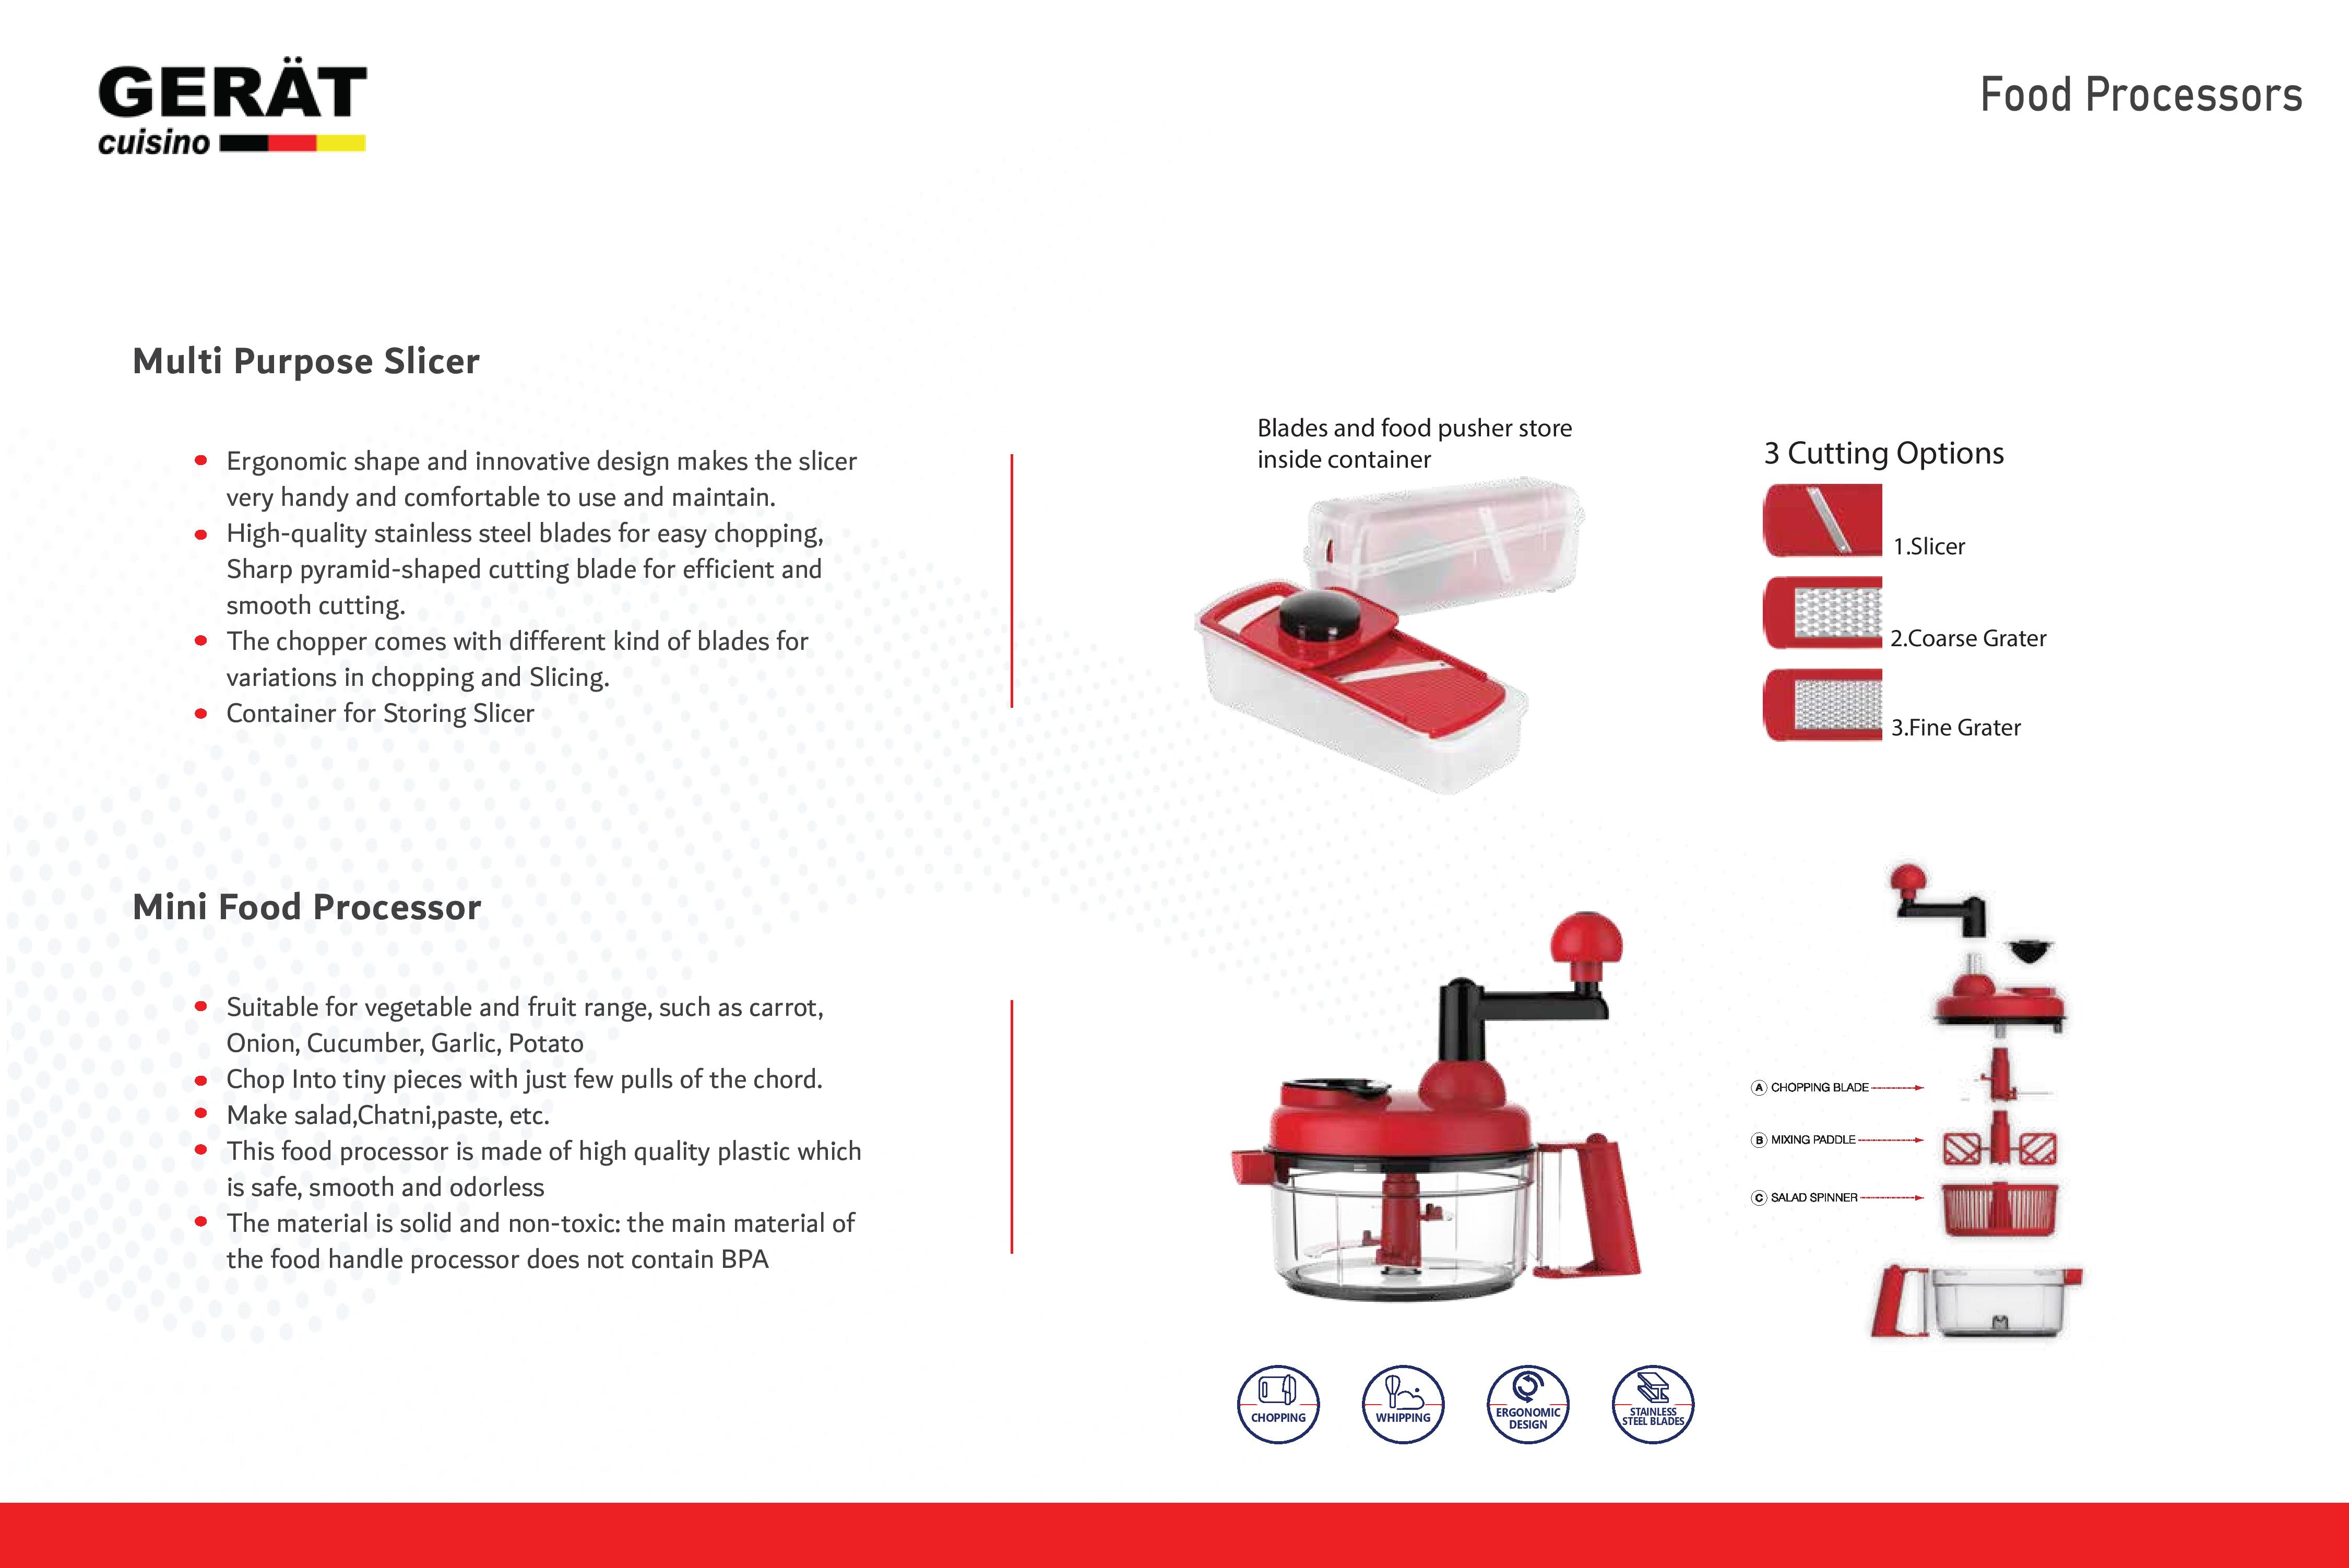 GERÄT
cuisino
Food Processors
Multi Purpose Slicer
Ergonomic shape and innovative design makes the slicer
very handy and comfortable to use and maintain.
High-quality stainless steel blades for easy chopping,
Sharp pyramid-shaped cutting blade for efficient and
smooth cutting.
The chopper comes with different kind of blades for
variations in chopping and Slicing.
Container for Storing Slicer
Blades and food pusher store
inside container
3 Cutting Options
1.Slicer
2.Coarse Grater
3.Fine Grater
Mini Food Processor
Suitable for vegetable and fruit range, such as carrot,
Onion, Cucumber, Garlic, Potato
Chop Into tiny pieces with just few pulls of the chord.
Make salad,Chatni,paste, etc.
This food processor is made of high quality plastic which
is safe, smooth and odorless
The material is solid and non-toxic: the main material of
the food handle processor does not contain BPA
A CHOPPING BLADE
B MIXING PADDLE
C SALAD SPINNER
CHOPPING
WHIPPING
ERGONOMIC
DESIGN
STAINLESS
STEEL BLADES